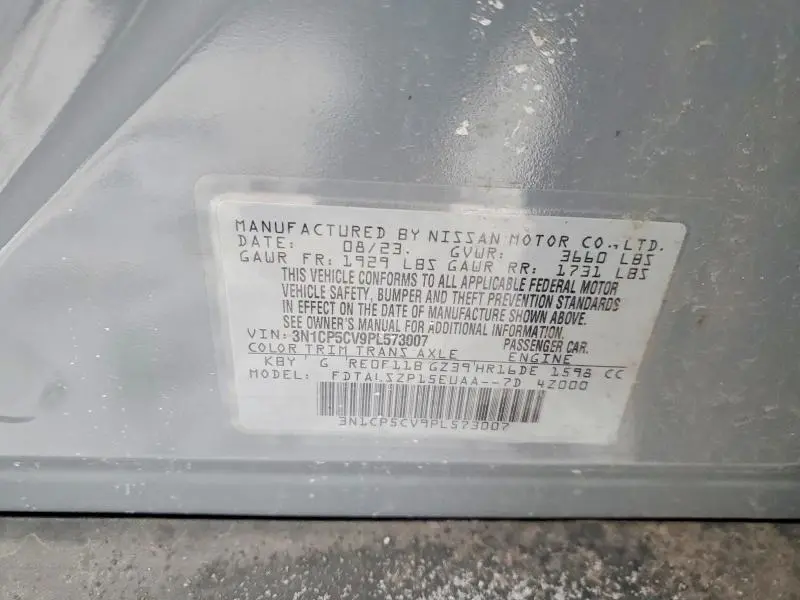 MANUFACTURED BY NISSAN MOTOR CO., LTD.
DATE: 08/23. GVWR: 3660 LBS
GAWR FR: 1929 LBS GAWR RR: 1731 LBS
THIS VEHICLE CONFORMS TO ALL APPLICABLE FEDERAL MOTOR
VEHICLE SAFETY, BUMPER AND THEFT PREVENTION STANDARDS
IN EFFECT ON THE DATE OF MANUFACTURE SHOWN ABOVE.
SEE OWNER'S MANUAL FOR ADDITIONAL INFORMATION.
VIN: 3N1CP5CV9PL573007 PASSENGER CAR.
COLOR TRIM TRANS AXLE ENGINE
KBY G RE0F11B GZ39 HR16DE 1598 CC
MODEL: FDTALSZP15EUAA--7D 4Z000
3N1CP5CV9PL573007